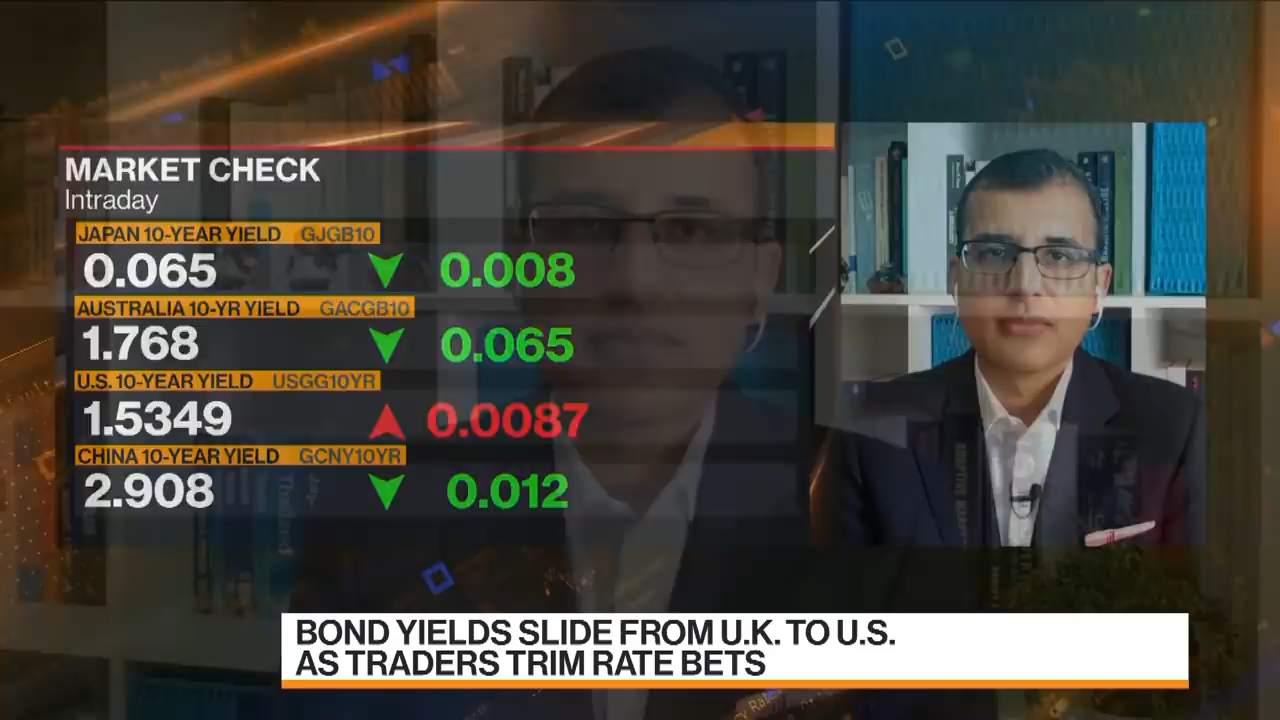 MARKET CHECK
Intraday
JAPAN 10-YEAR YIELD GJGB10
0.065 ▼ 0.008
AUSTRALIA 10-YR YIELD GACGB10
1.768 ▼ 0.065
U.S. 10-YEAR YIELD USGG10YR
1.5349 ▲ 0.0087
CHINA 10-YEAR YIELD GCNY10YR
2.908 ▼ 0.012
BOND YIELDS SLIDE FROM U.K. TO U.S.
AS TRADERS TRIM RATE BETS